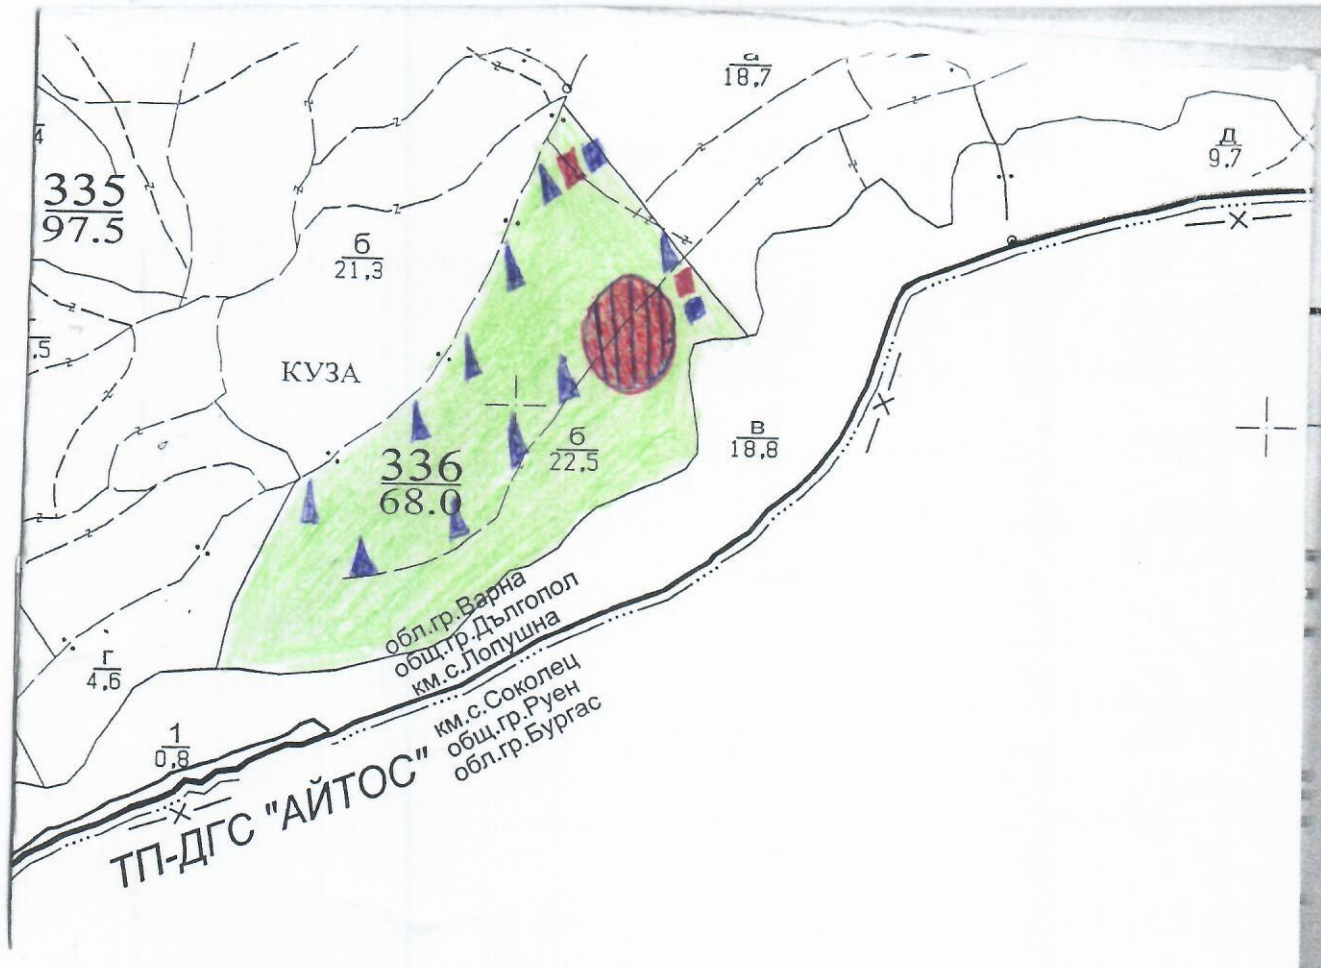 а
18,7
д
9,7
4
335
97.5
б
21,3
,5
КУЗА
336
68.0
б
22,5
в
18,8
обл.гр.Варна
общ.гр.Дългопол
км.с.Лопушна
км.с.Соколец
общ.гр.Руен
обл.гр.Бургас
г
4,6
1
0,8
ТП-ДГС "АЙТОС"